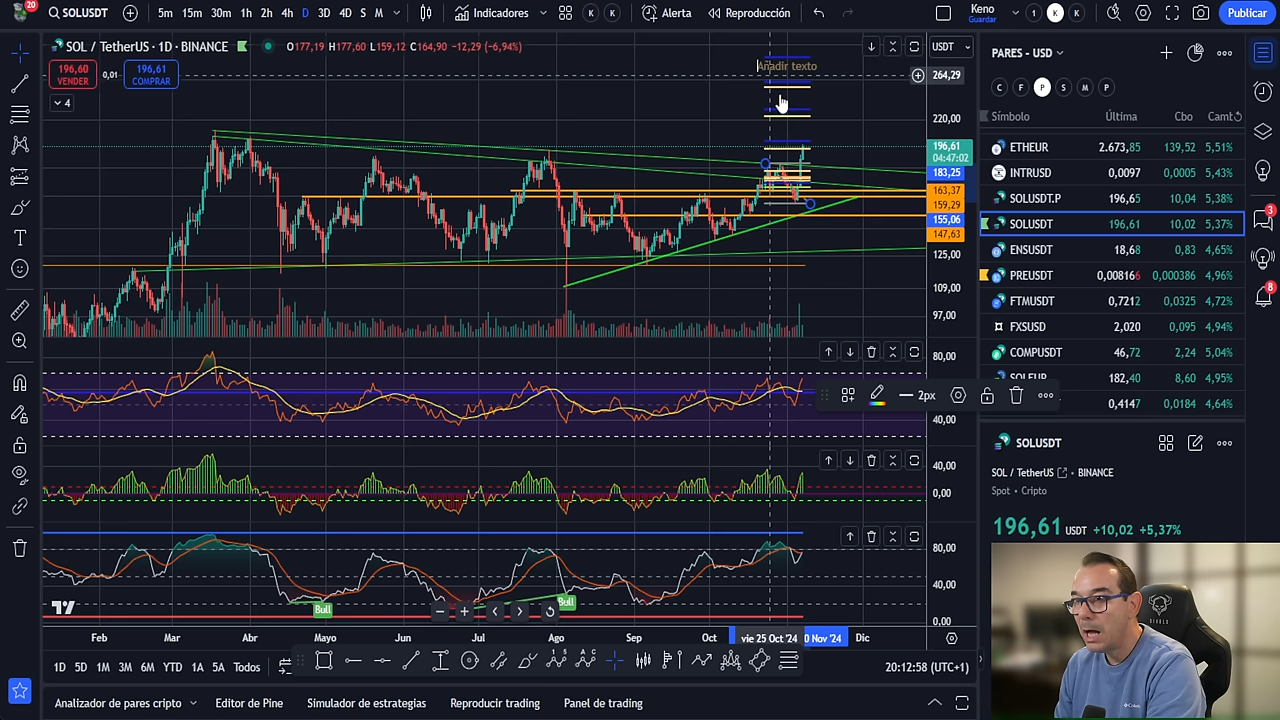 20
SOLUSDT
5m 15m 30m 1h 2h 4h D 3D 4D S M
Indicadores
K K
Alerta
Reproducción
Keno
Guardar
1 K K
Publicar
SOL / TetherUS · 1D · BINANCE
O177,19 H177,60 L159,12 C164,90 −12,29 (−6,94%)
USDT
196,60
VENDER
0,01
196,61
COMPRAR
4
Añadir texto
264,29
220,00
196,61
04:47:02
183,25
163,37
159,29
155,06
147,63
125,00
109,00
97,00
80,00
40,00
2px
40,00
0,00
80,00
40,00
0,00
Bull
Bull
Feb Mar Abr Mayo Jun Jul Ago Sep Oct vie 25 Oct '24 0 Nov '24 Dic
1D 5D 1M 3M 6M YTD 1A 5A Todos
20:12:58 (UTC+1)
Analizador de pares cripto
Editor de Pine
Simulador de estrategias
Reproducir trading
Panel de trading
PARES - USD
C F P S M P
Símbolo Última Cbo Camt
ETHEUR 2.673,85 139,52 5,51%
INTRUSD 0,0097 0,0005 5,43%
SOLUSDT.P 196,65 10,04 5,38%
SOLUSDT 196,61 10,02 5,37%
ENSUSDT 18,68 0,83 4,65%
PREUSDT 0,008166 0,000386 4,96%
FTMUSDT 0,7212 0,0325 4,72%
FXSUSD 2,020 0,095 4,94%
COMPUSDT 46,72 2,24 5,04%
SOLEUR 182,40 8,60 4,95%
0,4147 0,0184 4,64%
SOLUSDT
SOL / TetherUS · BINANCE
Spot · Cripto
196,61 USDT +10,02 +5,37%
3
8
DIABLO